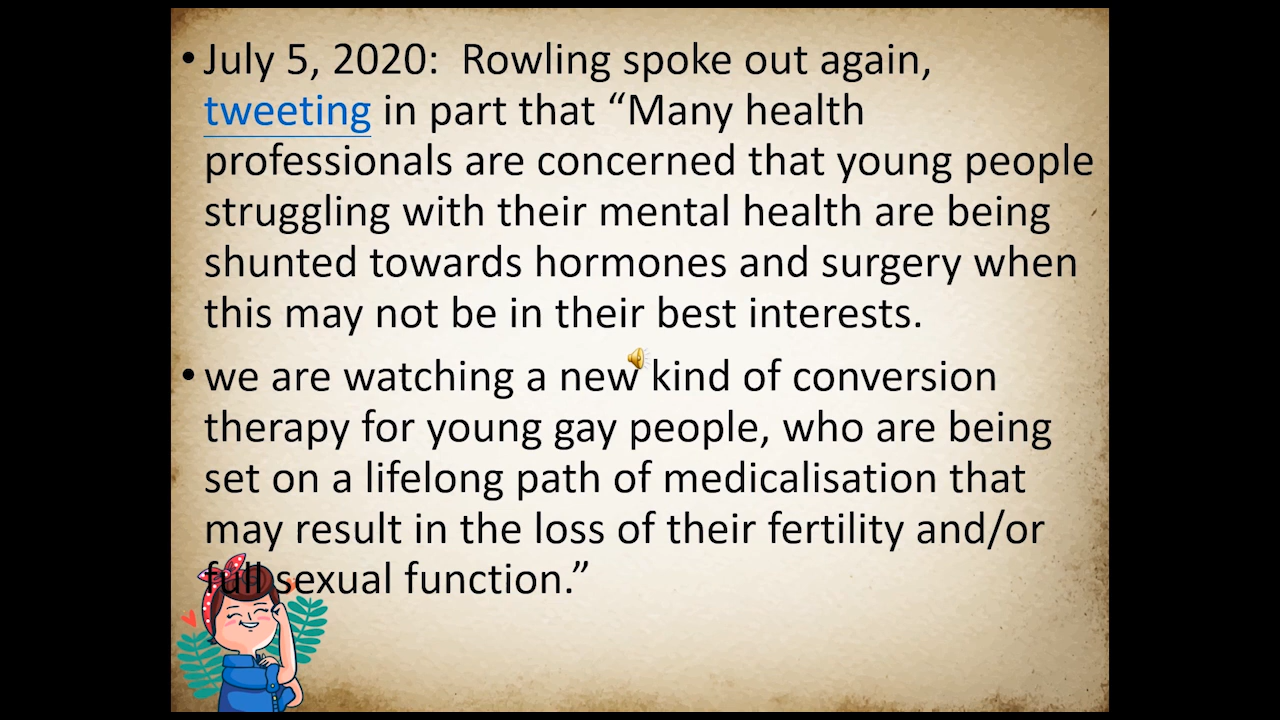 • July 5, 2020:  Rowling spoke out again,
tweeting in part that “Many health
professionals are concerned that young people
struggling with their mental health are being
shunted towards hormones and surgery when
this may not be in their best interests.
• we are watching a new kind of conversion
therapy for young gay people, who are being
set on a lifelong path of medicalisation that
may result in the loss of their fertility and/or
full sexual function.”